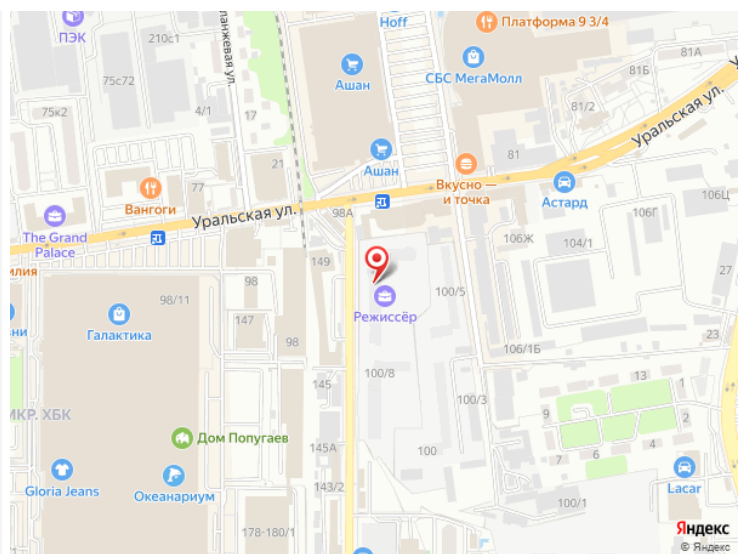 Hoff
Платформа 9 3/4
ПЭК
210с1
ланжевая ул.
Ашан
СБС МегаМолл
81Б
81А
75с72
75к2
4/1
17
81/2
Уральская ул.
Ашан
81
21
77
Вкусно —
и точка
Астард
Вангоги
98А
Уральская ул.
The Grand
Palace
106Г
106Ц
106Ж
104/1
149
27
илия
98
98/11
100/5
Режиссёр
Галактика
147
98
23
106/1Б
вни
145
100/8
13
1
100/3
МКР. ХБК
9
2
Дом Попугаев
145А
100
7
6
Gloria Jeans
Океанариум
143/2
Lacar
100/1
178-180/1
Яндекс
© Яндекс